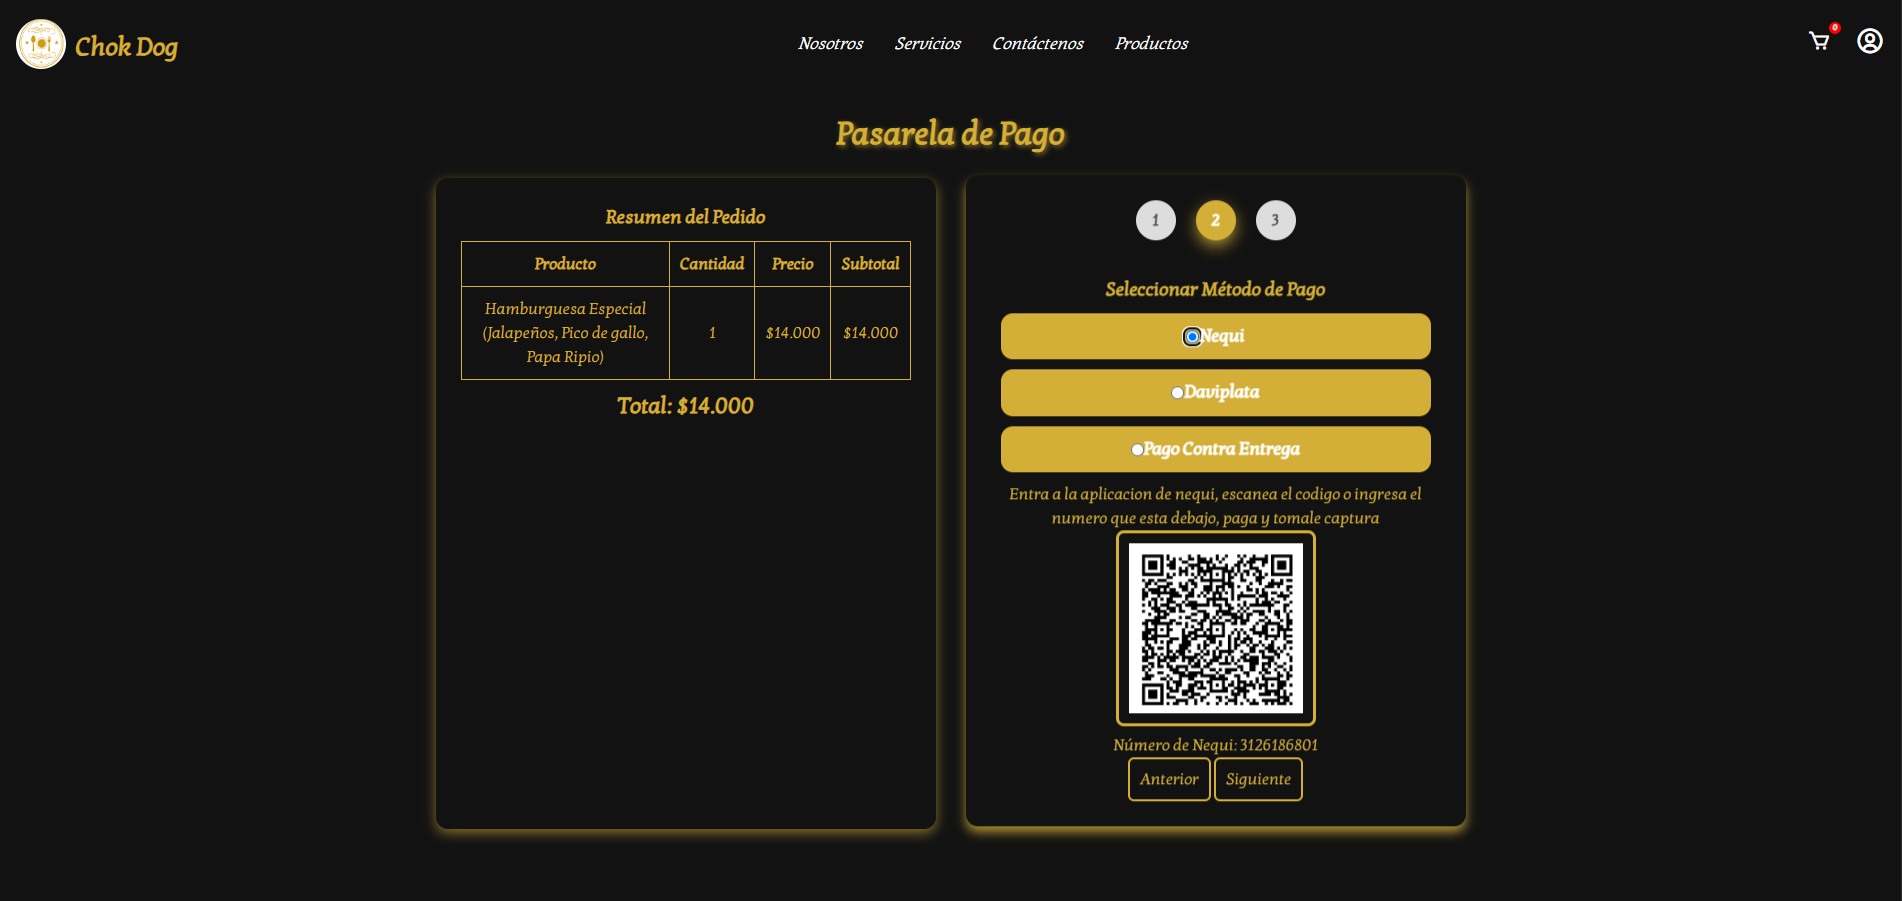 Chok Dog
Nosotros Servicios Contáctenos Productos
0
Pasarela de Pago
Resumen del Pedido
Producto Cantidad Precio Subtotal
Hamburguesa Especial
(Jalapeños, Pico de gallo,
Papa Ripio)
1 $14.000 $14.000
Total: $14.000
1 2 3
Seleccionar Método de Pago
Nequi
Daviplata
Pago Contra Entrega
Entra a la aplicacion de nequi, escanea el codigo o ingresa el
numero que esta debajo, paga y tomale captura
Número de Nequi: 3126186801
Anterior Siguiente